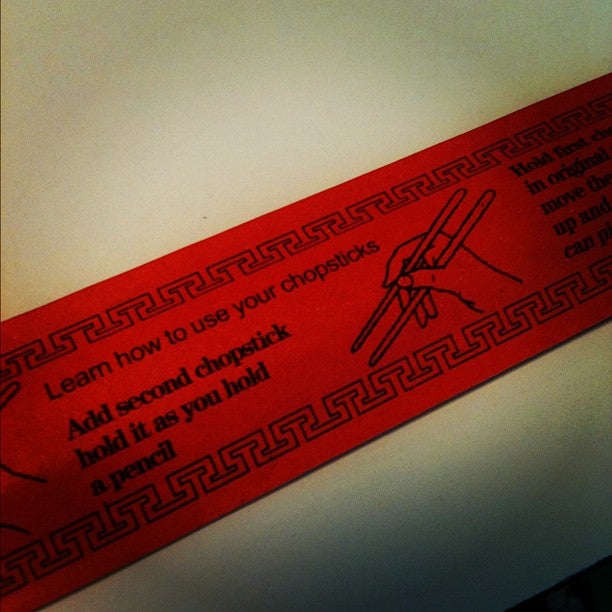 Learn how to use your chopsticks
Add second chopstick
hold it as you hold
a pencil
Hold first
in original
move the
up and
can